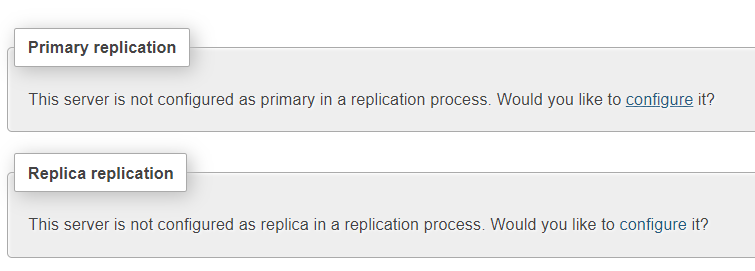 Primary replication
This server is not configured as primary in a replication process. Would you like to configure it?
Replica replication
This server is not configured as replica in a replication process. Would you like to configure it?